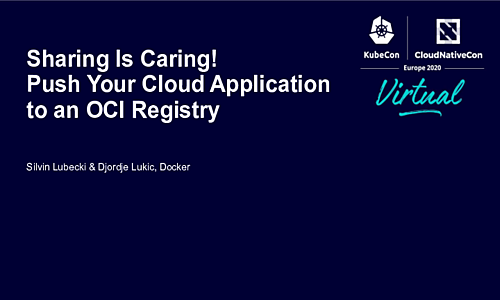 Sharing Is Caring!
Push Your Cloud Application
to an OCI Registry
Silvin Lubecki & Djordje Lukic, Docker
KubeCon
CloudNativeCon
Europe 2020
Virtual